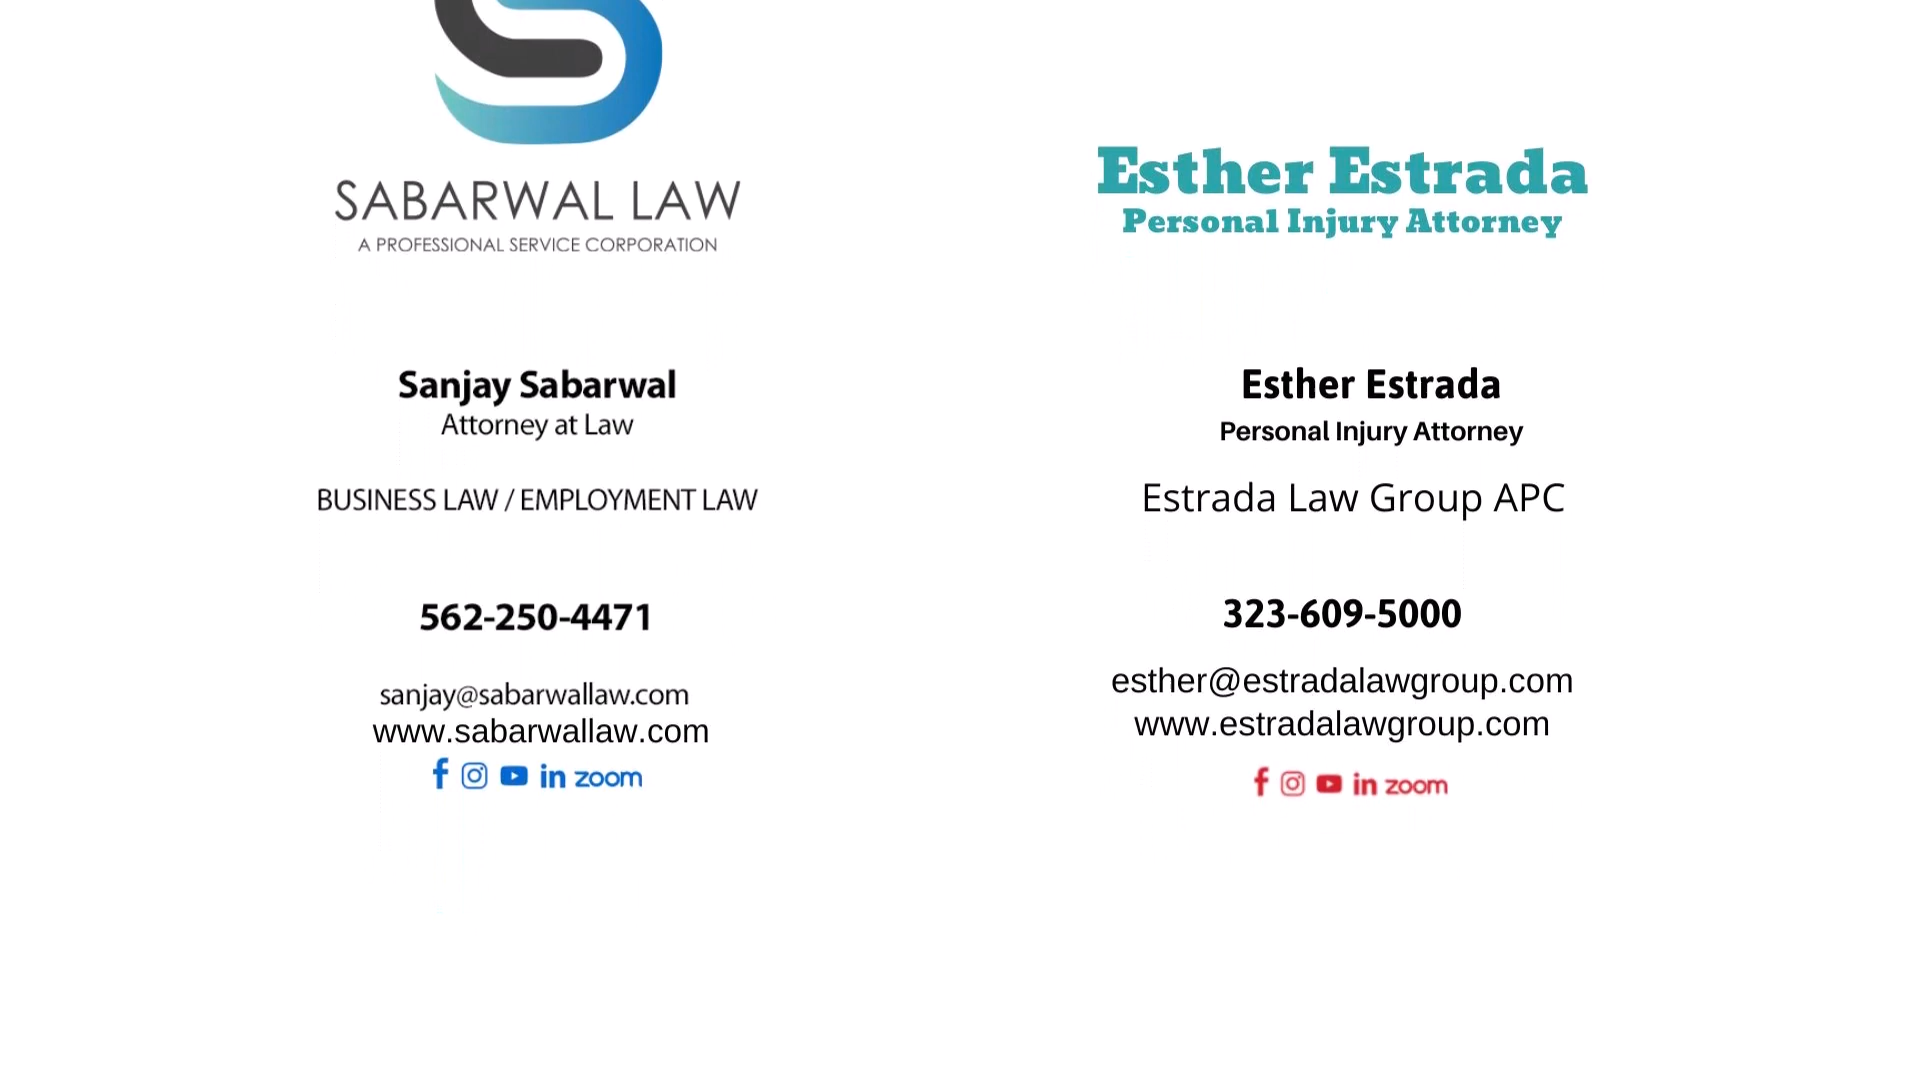 SABARWAL LAW
A PROFESSIONAL SERVICE CORPORATION
Sanjay Sabarwal
Attorney at Law
BUSINESS LAW / EMPLOYMENT LAW
562-250-4471
sanjay@sabarwallaw.com
www.sabarwallaw.com
f in zoom
Esther Estrada
Personal Injury Attorney
Esther Estrada
Personal Injury Attorney
Estrada Law Group APC
323-609-5000
esther@estradalawgroup.com
www.estradalawgroup.com
f in zoom